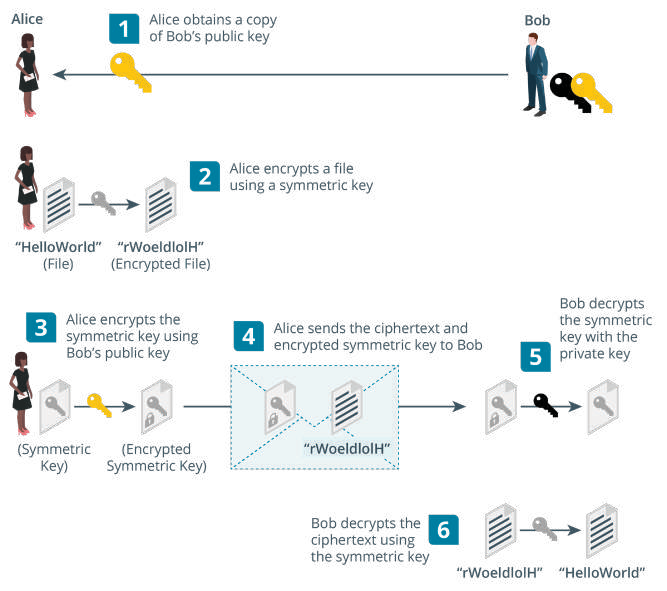 Alice
1
Alice obtains a copy
of Bob's public key
Bob
2
Alice encrypts a file
using a symmetric key
“HelloWorld”
(File)
“rWoeldlolH”
(Encrypted File)
3
Alice encrypts the
symmetric key using
Bob's public key
4
Alice sends the ciphertext and
encrypted symmetric key to Bob
5
Bob decrypts
the symmetric
key with the
private key
(Symmetric
Key)
(Encrypted
Symmetric Key)
“rWoeldlolH”
6
Bob decrypts the
ciphertext using
the symmetric key
“rWoeldlolH”
“HelloWorld”